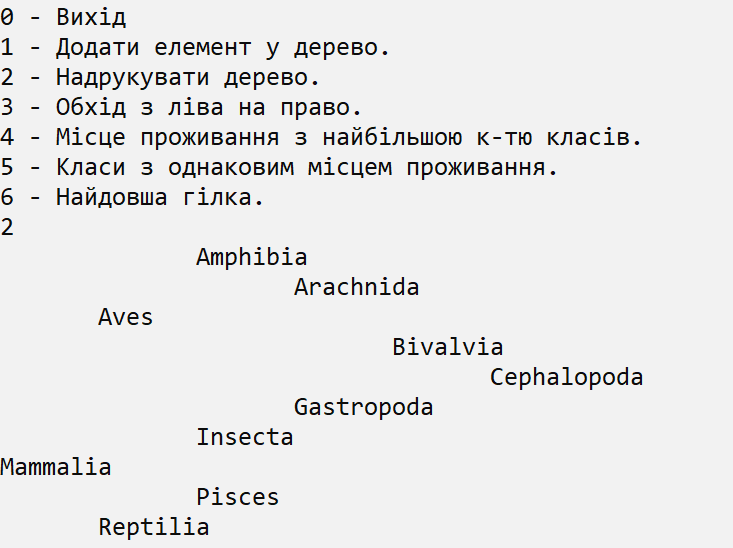 0 - Вихід
1 - Додати елемент у дерево.
2 - Надрукувати дерево.
3 - Обхід з ліва на право.
4 - Місце проживання з найбільшою к-тю класів.
5 - Класи з однаковим місцем проживання.
6 - Найдовша гілка.
2
Amphibia
Arachnida
Aves
Bivalvia
Cephalopoda
Gastropoda
Insecta
Mammalia
Pisces
Reptilia